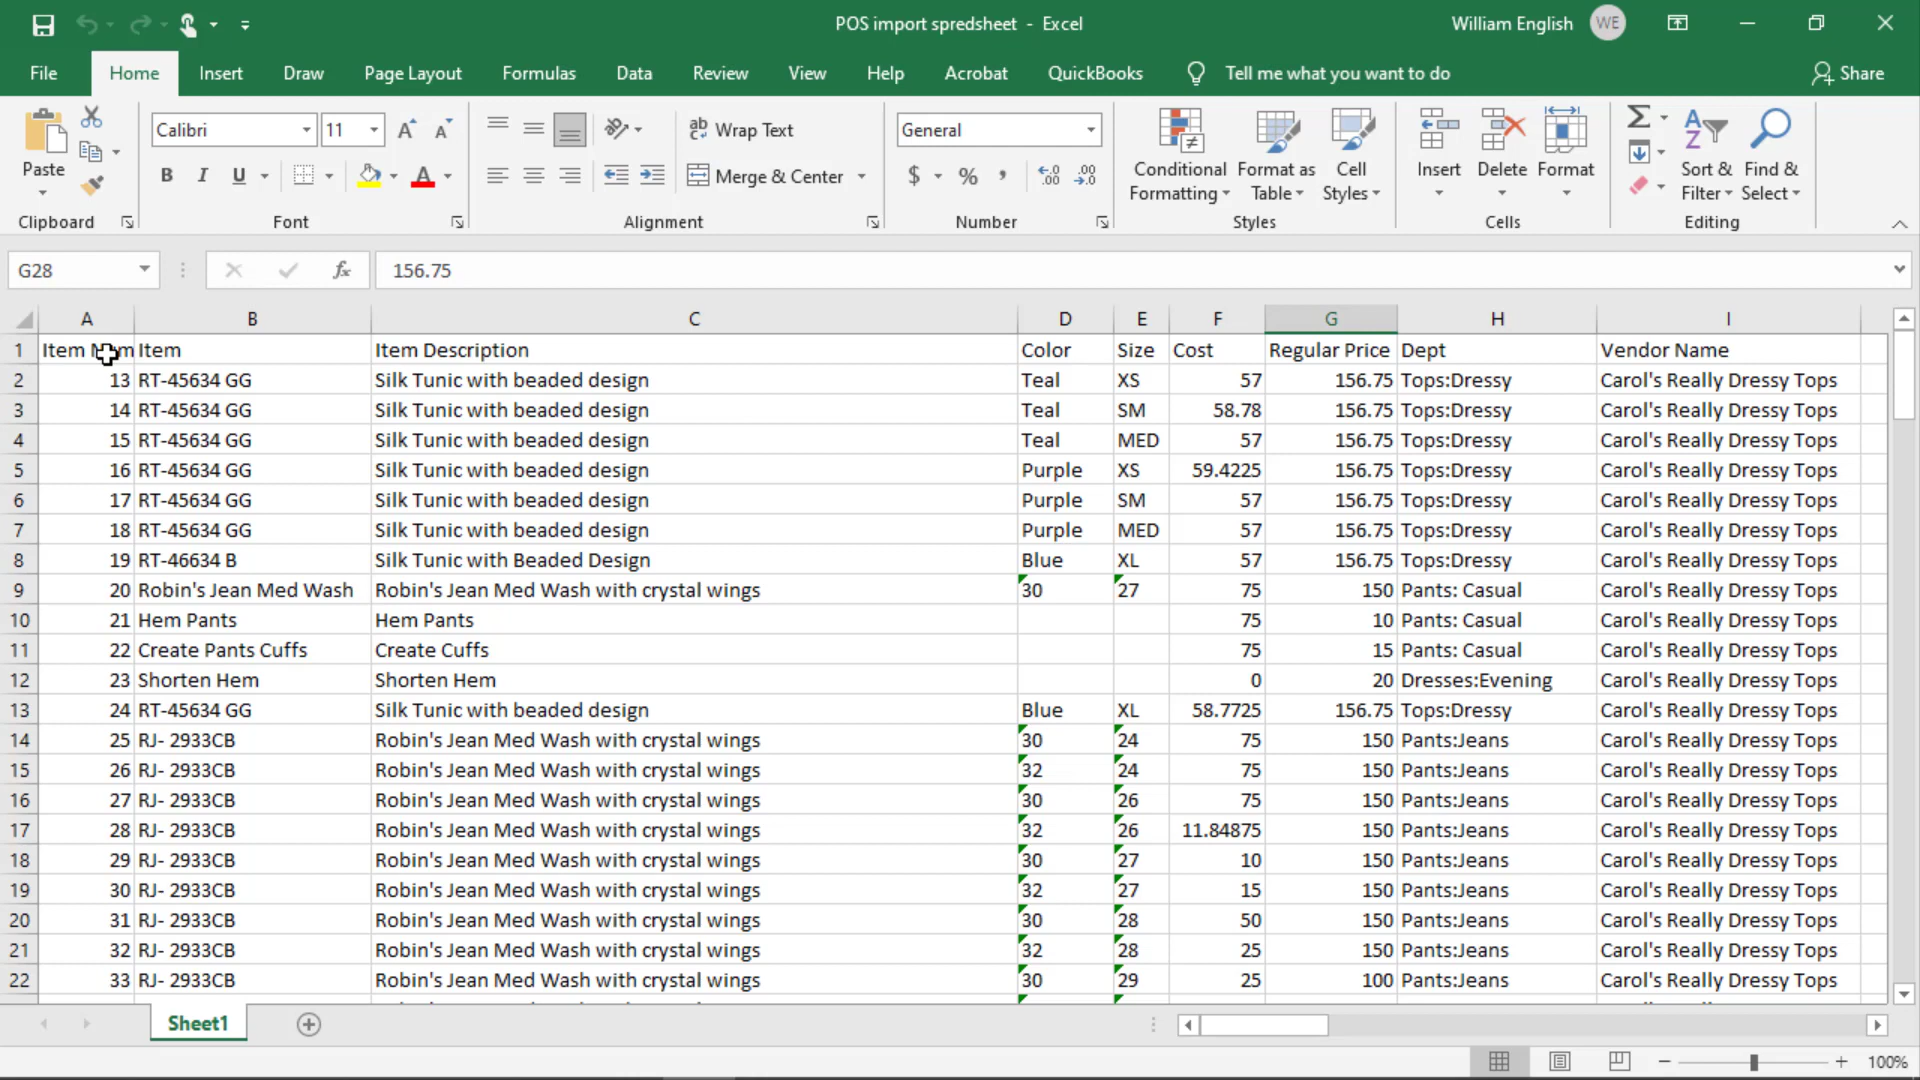 POS import spredsheet - Excel
William English WE
File Home Insert Draw Page Layout Formulas Data Review View Help Acrobat QuickBooks Tell me what you want to do Share
Calibri 11 Wrap Text General
Paste B I U Merge & Center $ % Conditional Formatting Format as Table Cell Styles Insert Delete Format Sort & Filter Find & Select
Clipboard Font Alignment Number Styles Cells Editing
G28 fx 156.75
A B C D E F G H I
1 Item Item Description Color Size Cost Regular Price Dept Vendor Name
2 13 RT-45634 GG Silk Tunic with beaded design Teal XS 57 156.75 Tops:Dressy Carol's Really Dressy Tops
3 14 RT-45634 GG Silk Tunic with beaded design Teal SM 58.78 156.75 Tops:Dressy Carol's Really Dressy Tops
4 15 RT-45634 GG Silk Tunic with beaded design Teal MED 57 156.75 Tops:Dressy Carol's Really Dressy Tops
5 16 RT-45634 GG Silk Tunic with beaded design Purple XS 59.4225 156.75 Tops:Dressy Carol's Really Dressy Tops
6 17 RT-45634 GG Silk Tunic with beaded design Purple SM 57 156.75 Tops:Dressy Carol's Really Dressy Tops
7 18 RT-45634 GG Silk Tunic with beaded design Purple MED 57 156.75 Tops:Dressy Carol's Really Dressy Tops
8 19 RT-46634 B Silk Tunic with Beaded Design Blue XL 57 156.75 Tops:Dressy Carol's Really Dressy Tops
9 20 Robin's Jean Med Wash Robin's Jean Med Wash with crystal wings 30 27 75 150 Pants: Casual Carol's Really Dressy Tops
10 21 Hem Pants Hem Pants 75 10 Pants: Casual Carol's Really Dressy Tops
11 22 Create Pants Cuffs Create Cuffs 75 15 Pants: Casual Carol's Really Dressy Tops
12 23 Shorten Hem Shorten Hem 0 20 Dresses:Evening Carol's Really Dressy Tops
13 24 RT-45634 GG Silk Tunic with beaded design Blue XL 58.7725 156.75 Tops:Dressy Carol's Really Dressy Tops
14 25 RJ- 2933CB Robin's Jean Med Wash with crystal wings 30 24 75 150 Pants:Jeans Carol's Really Dressy Tops
15 26 RJ- 2933CB Robin's Jean Med Wash with crystal wings 32 24 75 150 Pants:Jeans Carol's Really Dressy Tops
16 27 RJ- 2933CB Robin's Jean Med Wash with crystal wings 30 26 75 150 Pants:Jeans Carol's Really Dressy Tops
17 28 RJ- 2933CB Robin's Jean Med Wash with crystal wings 32 26 11.84875 150 Pants:Jeans Carol's Really Dressy Tops
18 29 RJ- 2933CB Robin's Jean Med Wash with crystal wings 30 27 10 150 Pants:Jeans Carol's Really Dressy Tops
19 30 RJ- 2933CB Robin's Jean Med Wash with crystal wings 32 27 15 150 Pants:Jeans Carol's Really Dressy Tops
20 31 RJ- 2933CB Robin's Jean Med Wash with crystal wings 30 28 50 150 Pants:Jeans Carol's Really Dressy Tops
21 32 RJ- 2933CB Robin's Jean Med Wash with crystal wings 32 28 25 150 Pants:Jeans Carol's Really Dressy Tops
22 33 RJ- 2933CB Robin's Jean Med Wash with crystal wings 30 29 25 100 Pants:Jeans Carol's Really Dressy Tops
Sheet1
100%